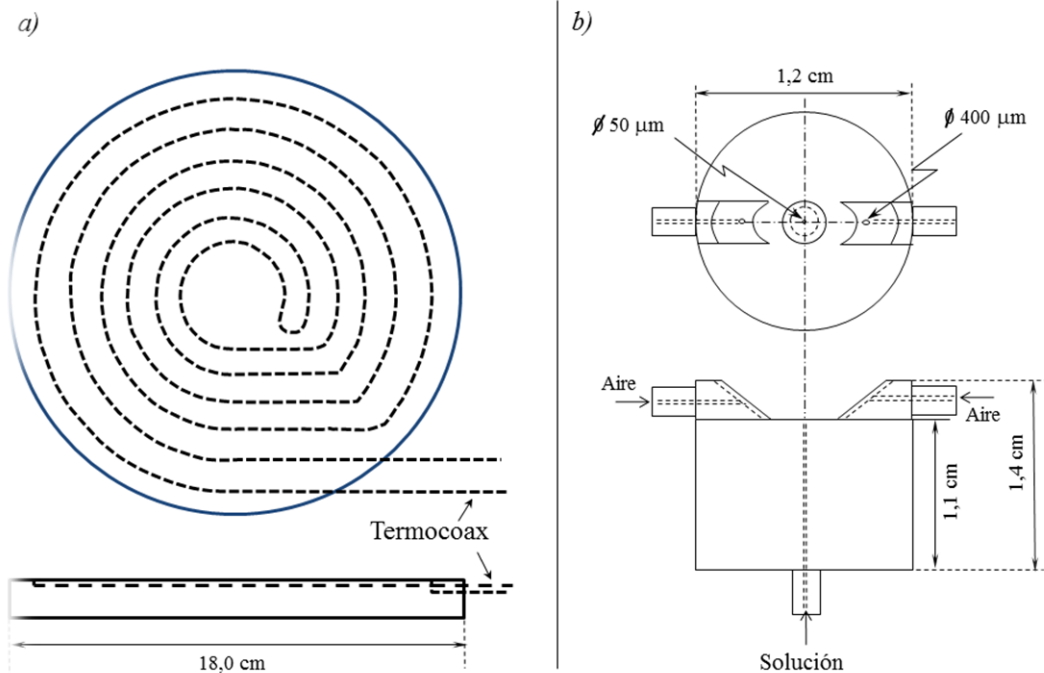 a)
Termocoax
18,0 cm
b)
1,2 cm
∅ 50 μm
∅ 400 μm
Aire
Aire
1,1 cm
1,4 cm
Solución